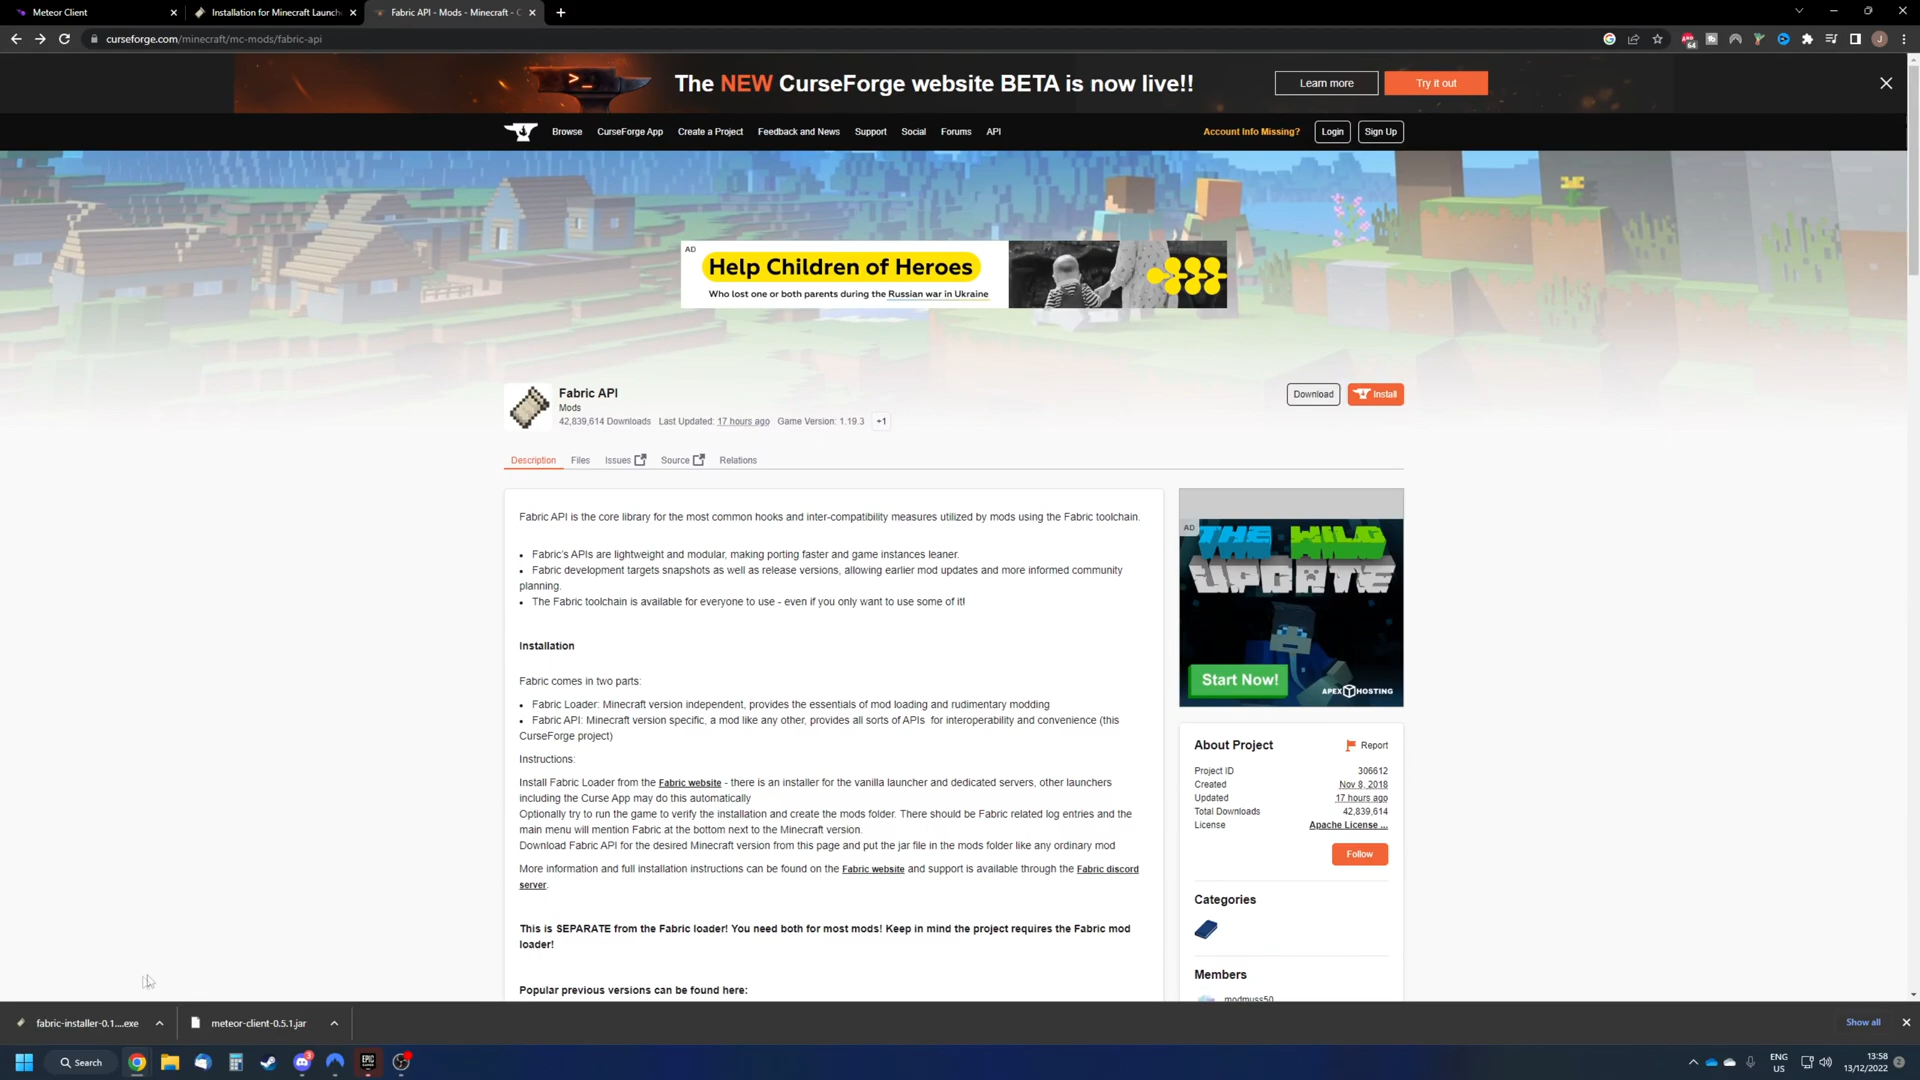 Meteor Client
Installation for Minecraft Launch
Fabric API - Mods - Minecraft - C
curseforge.com/minecraft/mc-mods/fabric-api
64
J
The NEW CurseForge website BETA is now live!!
Learn more
Try it out
Browse
CurseForge App
Create a Project
Feedback and News
Support
Social
Forums
API
Account Info Missing?
Login
Sign Up
AD
Help Children of Heroes
Who lost one or both parents during the Russian war in Ukraine
Fabric API
Mods
42,839,614 Downloads Last Updated: 17 hours ago Game Version: 1.19.3 +1
Download
Install
Description
Files
Issues
Source
Relations
Fabric API is the core library for the most common hooks and inter-compatibility measures utilized by mods using the Fabric toolchain.
• Fabric's APIs are lightweight and modular, making porting faster and game instances leaner.
• Fabric development targets snapshots as well as release versions, allowing earlier mod updates and more informed community
planning.
• The Fabric toolchain is available for everyone to use - even if you only want to use some of it!
Installation
Fabric comes in two parts:
• Fabric Loader: Minecraft version independent, provides the essentials of mod loading and rudimentary modding
• Fabric API: Minecraft version specific, a mod like any other, provides all sorts of APIs for interoperability and convenience (this
CurseForge project)
Instructions:
Install Fabric Loader from the Fabric website - there is an installer for the vanilla launcher and dedicated servers, other launchers
including the Curse App may do this automatically
Optionally try to run the game to verify the installation and create the mods folder. There should be Fabric related log entries and the
main menu will mention Fabric at the bottom next to the Minecraft version.
Download Fabric API for the desired Minecraft version from this page and put the jar file in the mods folder like any ordinary mod
More information and full installation instructions can be found on the Fabric website and support is available through the Fabric discord
server.
This is SEPARATE from the Fabric loader! You need both for most mods! Keep in mind the project requires the Fabric mod
loader!
Popular previous versions can be found here:
AD
THE WILD
UPDATE
Start Now!
APEX HOSTING
About Project
Report
Project ID 306612
Created Nov 8, 2018
Updated 17 hours ago
Total Downloads 42,839,614
License Apache License ...
Follow
Categories
Members
modmuss50
fabric-installer-0.1....exe
meteor-client-0.5.1.jar
Show all
Search
3
EPIC
ENG
US
13:58
13/12/2022
2